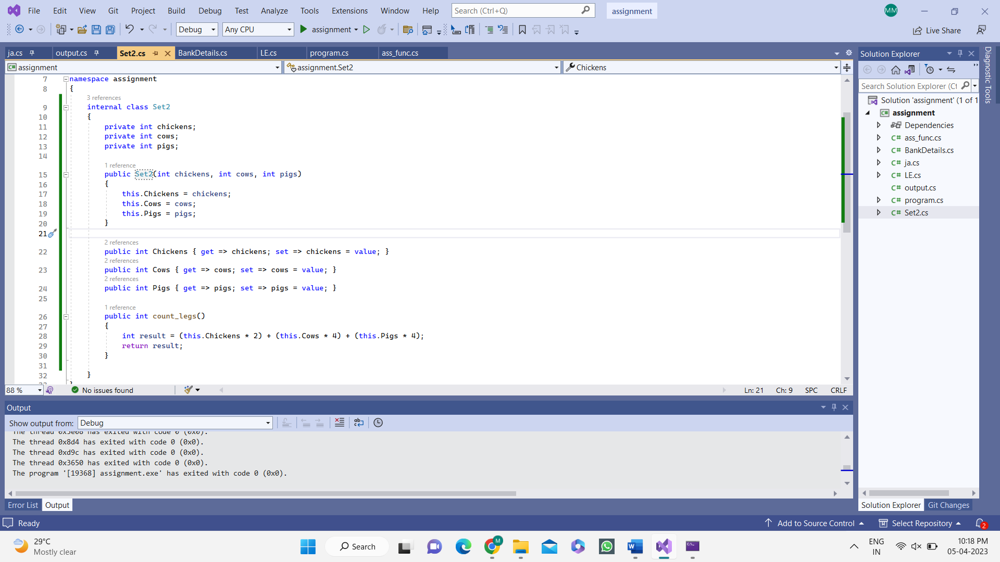 File Edit View Git Project Build Debug Test Analyze Tools Extensions Window Help Search (Ctrl+Q) assignment MM
Debug Any CPU assignment Live Share
ja.cs output.cs Set2.cs BankDetails.cs LE.cs program.cs ass_func.cs
assignment assignment.Set2 Chickens
7 namespace assignment
8 {
3 references
9 internal class Set2
10 {
11 private int chickens;
12 private int cows;
13 private int pigs;
14
1 reference
15 public Set2(int chickens, int cows, int pigs)
16 {
17 this.Chickens = chickens;
18 this.Cows = cows;
19 this.Pigs = pigs;
20 }
21
2 references
22 public int Chickens { get => chickens; set => chickens = value; }
2 references
23 public int Cows { get => cows; set => cows = value; }
2 references
24 public int Pigs { get => pigs; set => pigs = value; }
25
1 reference
26 public int count_legs()
27 {
28 int result = (this.Chickens * 2) + (this.Cows * 4) + (this.Pigs * 4);
29 return result;
30 }
31
32 }
88 % No issues found Ln: 21 Ch: 9 SPC CRLF
Output
Show output from: Debug
The thread 0x5e08 has exited with code 0 (0x0).
The thread 0x8d4 has exited with code 0 (0x0).
The thread 0xd9c has exited with code 0 (0x0).
The thread 0x3650 has exited with code 0 (0x0).
The program '[19368] assignment.exe' has exited with code 0 (0x0).
Error List Output
Solution Explorer
Search Solution Explorer (Ct
Solution 'assignment' (1 of 1
assignment
Dependencies
C# ass_func.cs
C# BankDetails.cs
C# ja.cs
C# LE.cs
C# output.cs
C# program.cs
C# Set2.cs
Solution Explorer Git Changes
Diagnostic Tools
Ready Add to Source Control Select Repository 2
29°C
Mostly clear
Search
M
ENG
IN
10:18 PM
05-04-2023